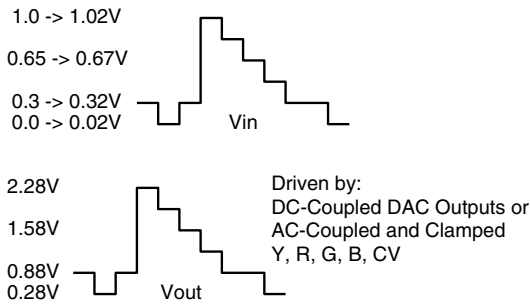 1.0 -> 1.02V
0.65 -> 0.67V
0.3 -> 0.32V
0.0 -> 0.02V
Vin
2.28V
1.58V
0.88V
0.28V
Vout
Driven by:
DC-Coupled DAC Outputs or
AC-Coupled and Clamped
Y, R, G, B, CV